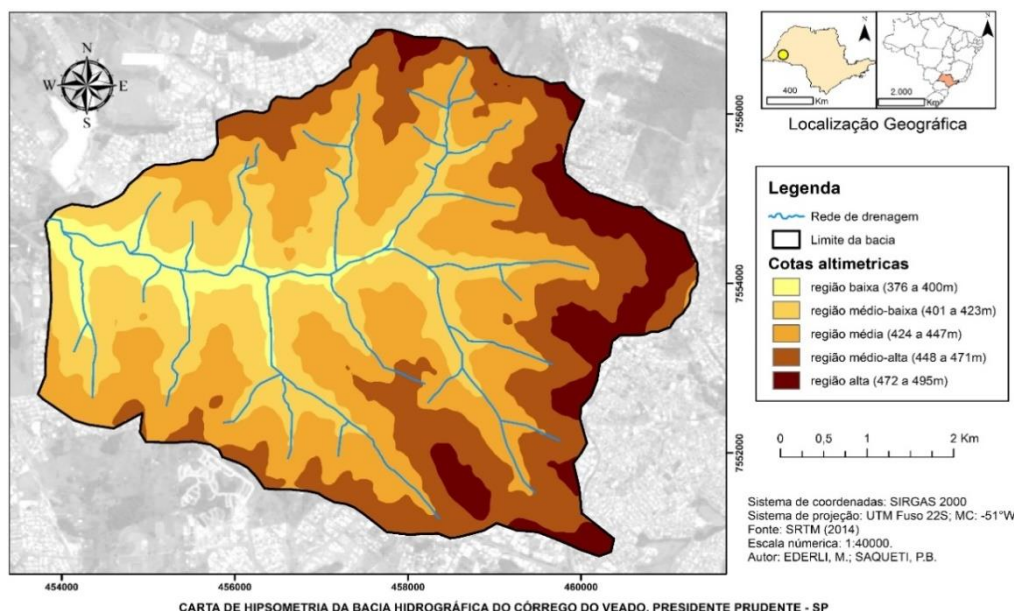 N
W E
S
400
Km
2.000
Km
Localização Geográfica
7556000
7554000
7552000
Legenda
Rede de drenagem
Limite da bacia
Cotas altimetricas
região baixa (376 a 400m)
região médio-baixa (401 a 423m)
região média (424 a 447m)
região médio-alta (448 a 471m)
região alta (472 a 495m)
0 0,5 1 2 Km
Sistema de coordenadas: SIRGAS 2000
Sistema de projeção: UTM Fuso 22S; MC: -51°W
Fonte: SRTM (2014)
Escala númerica: 1:40000.
Autor: EDERLI, M.; SAQUETI, P.B.
454000 456000 458000 460000
CARTA DE HIPSOMETRIA DA BACIA HIDROGRÁFICA DO CÓRREGO DO VEADO, PRESIDENTE PRUDENTE - SP